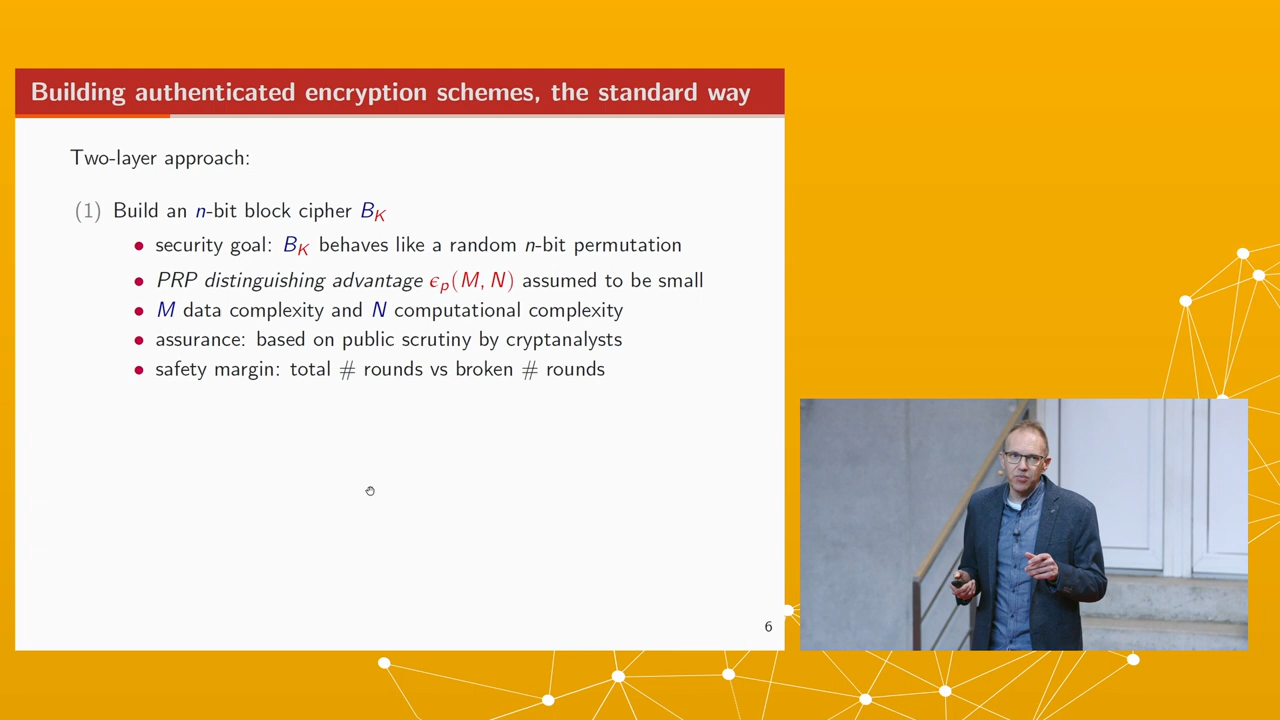 Building authenticated encryption schemes, the standard way
Two-layer approach:
(1) Build an n-bit block cipher B_K
• security goal: B_K behaves like a random n-bit permutation
• PRP distinguishing advantage ϵ_p(M, N) assumed to be small
• M data complexity and N computational complexity
• assurance: based on public scrutiny by cryptanalysts
• safety margin: total # rounds vs broken # rounds
6